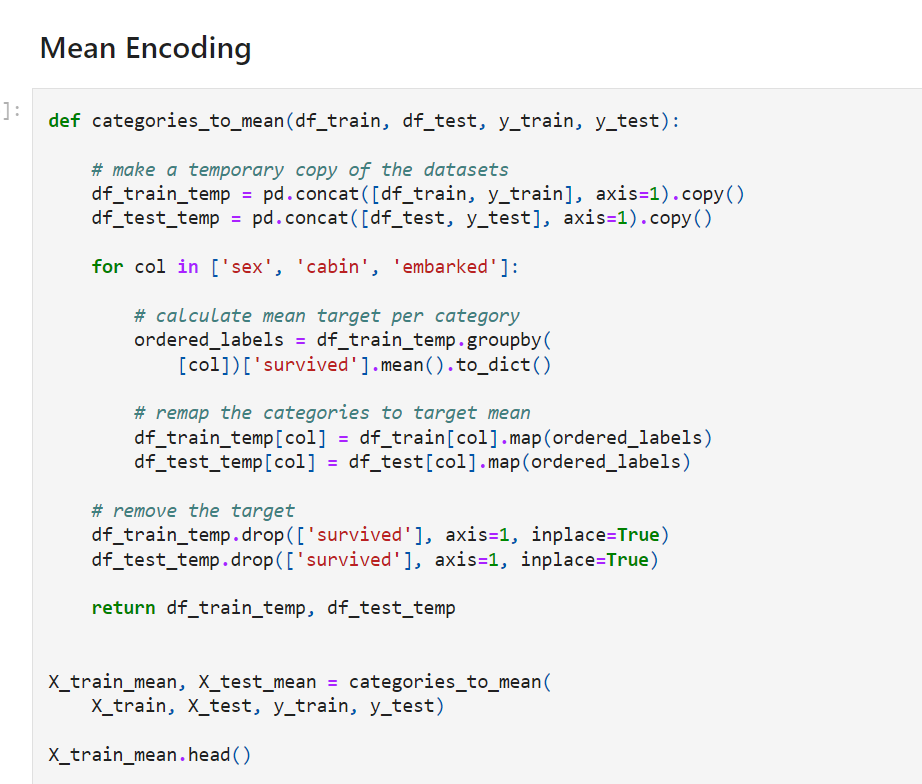 Mean Encoding
]:
def categories_to_mean(df_train, df_test, y_train, y_test):
# make a temporary copy of the datasets
df_train_temp = pd.concat([df_train, y_train], axis=1).copy()
df_test_temp = pd.concat([df_test, y_test], axis=1).copy()
for col in ['sex', 'cabin', 'embarked']:
# calculate mean target per category
ordered_labels = df_train_temp.groupby(
[col])['survived'].mean().to_dict()
# remap the categories to target mean
df_train_temp[col] = df_train[col].map(ordered_labels)
df_test_temp[col] = df_test[col].map(ordered_labels)
# remove the target
df_train_temp.drop(['survived'], axis=1, inplace=True)
df_test_temp.drop(['survived'], axis=1, inplace=True)
return df_train_temp, df_test_temp
X_train_mean, X_test_mean = categories_to_mean(
X_train, X_test, y_train, y_test)
X_train_mean.head()